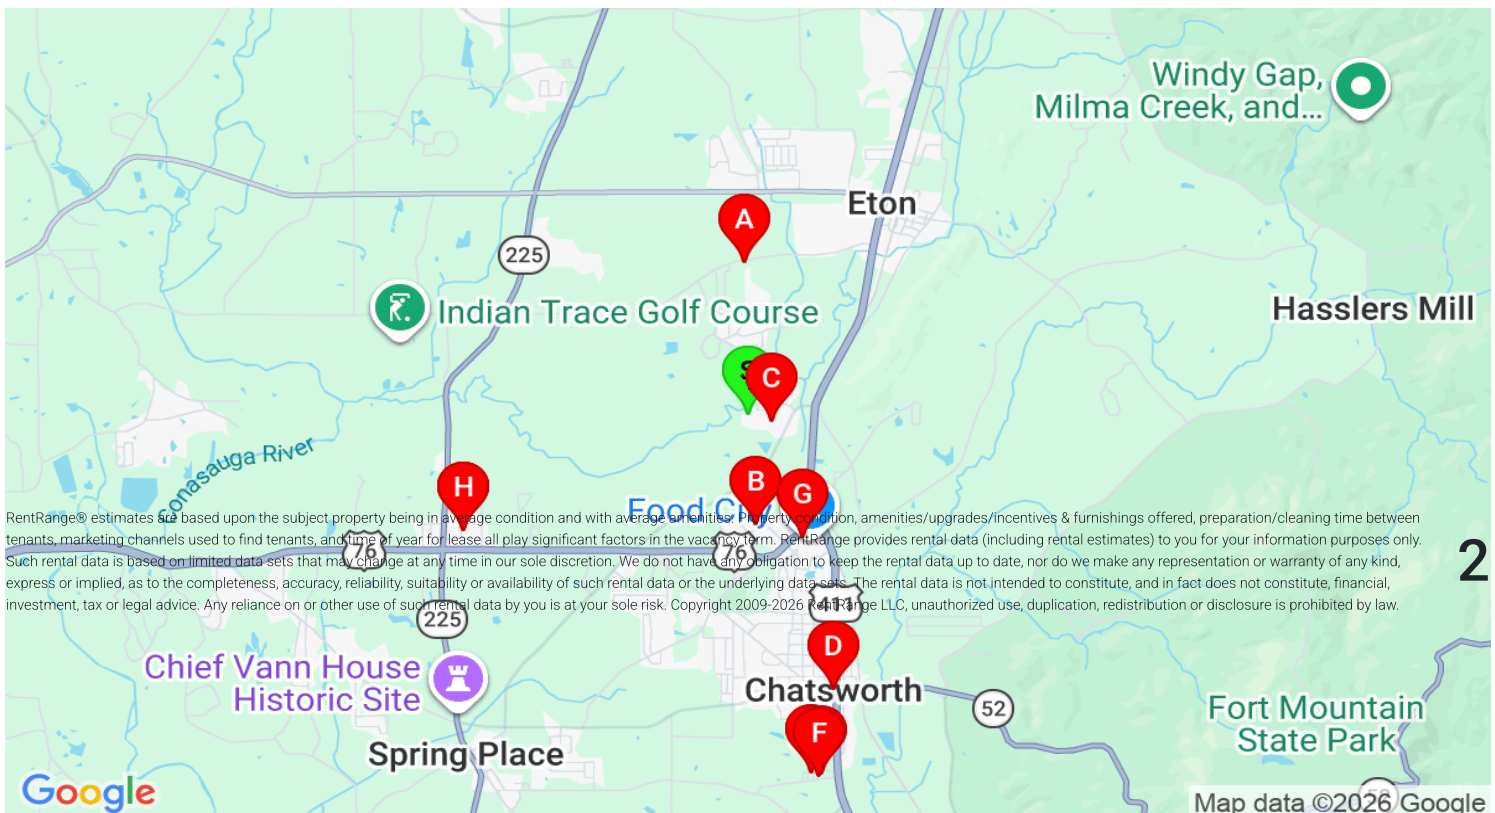 Windy Gap,
Milma Creek, and...
Eton
A
225
Hasslers Mill
Indian Trace Golf Course
S
C
Conasauga River
H
B
G
Food City
RentRange® estimates are based upon the subject property being in average condition and with average amenities. Property condition, amenities/upgrades/incentives & furnishings offered, preparation/cleaning time between
tenants, marketing channels used to find tenants, and time of year for lease all play significant factors in the vacancy term. RentRange provides rental data (including rental estimates) to you for your information purposes only.
76
76
Such rental data is based on limited data sets that may change at any time in our sole discretion. We do not have any obligation to keep the rental data up to date, nor do we make any representation or warranty of any kind,
2
express or implied, as to the completeness, accuracy, reliability, suitability or availability of such rental data or the underlying data sets. The rental data is not intended to constitute, and in fact does not constitute, financial,
investment, tax or legal advice. Any reliance on or other use of such rental data by you is at your sole risk. Copyright 2009-2026 RentRange LLC, unauthorized use, duplication, redistribution or disclosure is prohibited by law.
411
225
D
Chief Vann House
Historic Site
Chatsworth
52
Fort Mountain
State Park
F
Spring Place
Google
52
Map data ©2026 Google